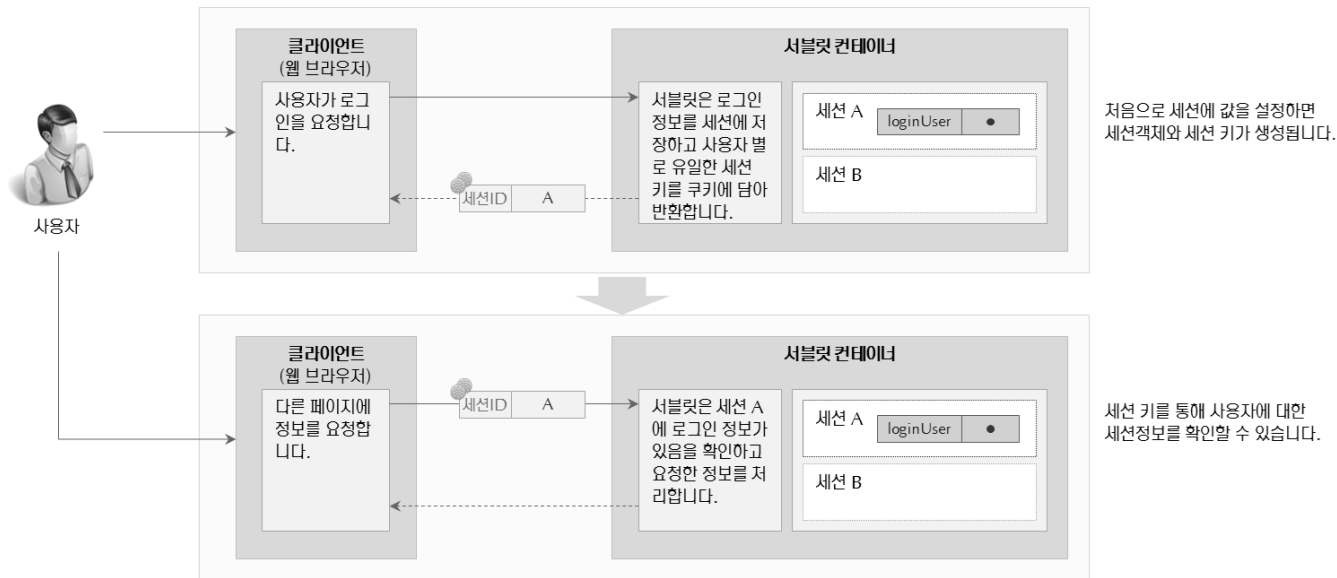 클라이언트
(웹 브라우저)
서블릿 컨테이너
사용자가 로그
인을 요청합니
다.
서블릿은 로그인
정보를 세션에 저
장하고 사용자 별
로 유일한 세션
키를 쿠키에 담아
반환합니다.
세션 A
loginUser
세션 B
세션ID A
처음으로 세션에 값을 설정하면
세션객체와 세션 키가 생성됩니다.
사용자
클라이언트
(웹 브라우저)
서블릿 컨테이너
다른 페이지에
정보를 요청합
니다.
세션ID A
서블릿은 세션 A
에 로그인 정보가
있음을 확인하고
요청한 정보를 처
리합니다.
세션 A
loginUser
세션 B
세션 키를 통해 사용자에 대한
세션정보를 확인할 수 있습니다.